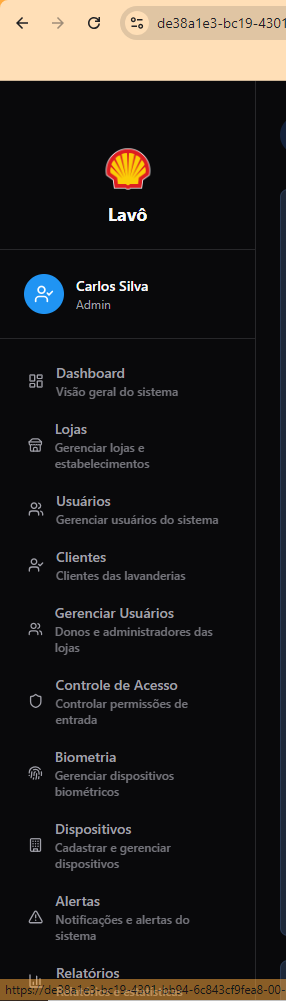 de38a1e3-bc19-4301
Lavô
Carlos Silva
Admin
Dashboard
Visão geral do sistema
Lojas
Gerenciar lojas e
estabelecimentos
Usuários
Gerenciar usuários do sistema
Clientes
Clientes das lavanderias
Gerenciar Usuários
Donos e administradores das
lojas
Controle de Acesso
Controlar permissões de
entrada
Biometria
Gerenciar dispositivos
biométricos
Dispositivos
Cadastrar e gerenciar
dispositivos
Alertas
Notificações e alertas do
sistema
Relatórios